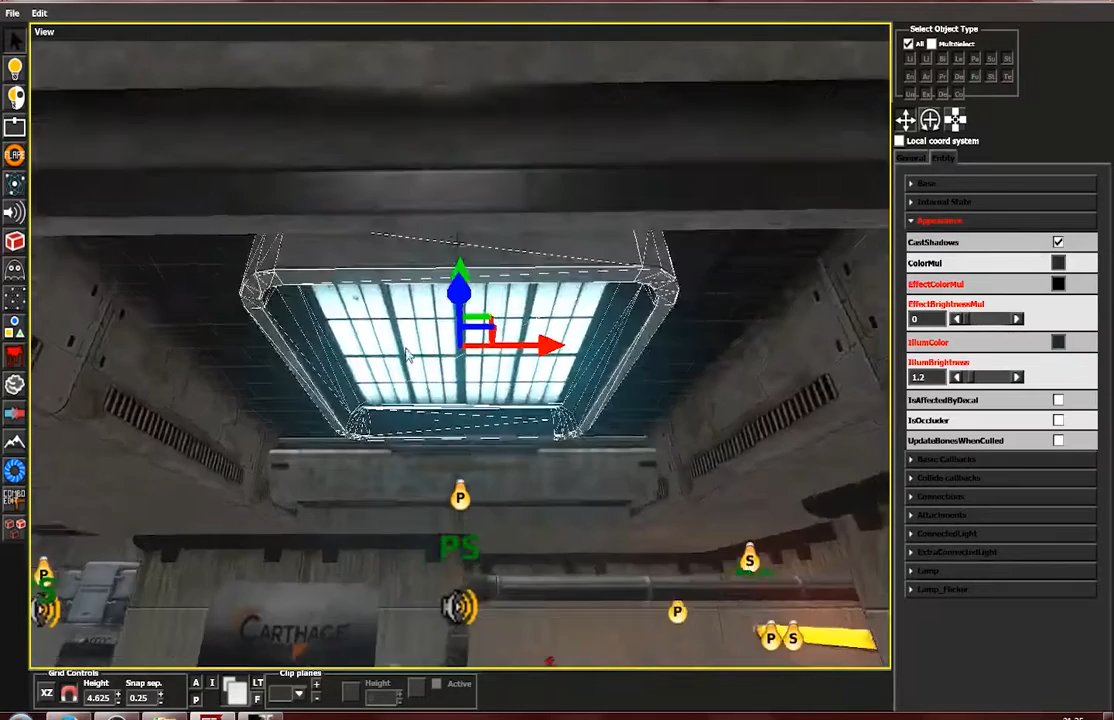 File Edit
View
Select Object Type
All MultiSelect
Local coord system
General Entity
Base
Internal State
Appearance
CastShadows
ColorMul
EffectColorMul
EffectBrightnessMul
0
IllumColor
IllumBrightness
1.2
IsAffectedByDecal
IsOccluder
UpdateBonesWhenCulled
Basic Callbacks
Collide callbacks
Connections
Attachments
ConnectedLight
ExtraConnectedLight
Lamp
Lamp_Flicker
P
PS
P
S
S
P
P S
CARTHAGE
Grid Controls
XZ Height Snap sep.
4.625 0.25
A I LT
P F
Clip planes
+
-
Height
0
Active